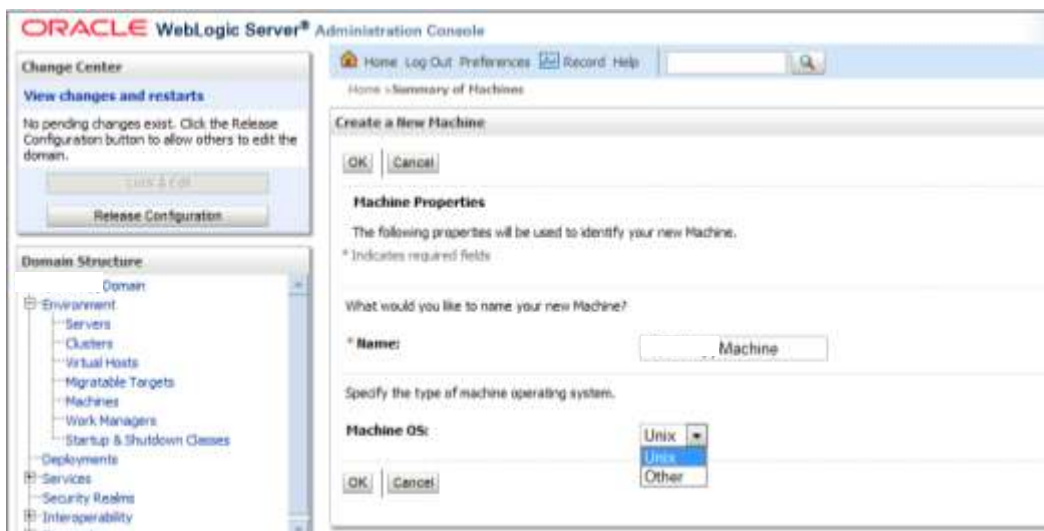 ORACLE WebLogic Server® Administration Console
Change Center
View changes and restarts
No pending changes exist. Click the Release
Configuration button to allow others to edit the
domain.
Lock & Edit
Release Configuration
Domain Structure
Domain
Environment
Servers
Clusters
Virtual Hosts
Migratable Targets
Machines
Work Managers
Startup & Shutdown Classes
Deployments
Services
Security Realms
Interoperability
Home Log Out Preferences Record Help
Home >Summary of Machines
Create a New Machine
OK Cancel
Machine Properties
The following properties will be used to identify your new Machine.
* Indicates required fields
What would you like to name your new Machine?
* Name: Machine
Specify the type of machine operating system.
Machine OS: Unix
Unix
Other
OK Cancel